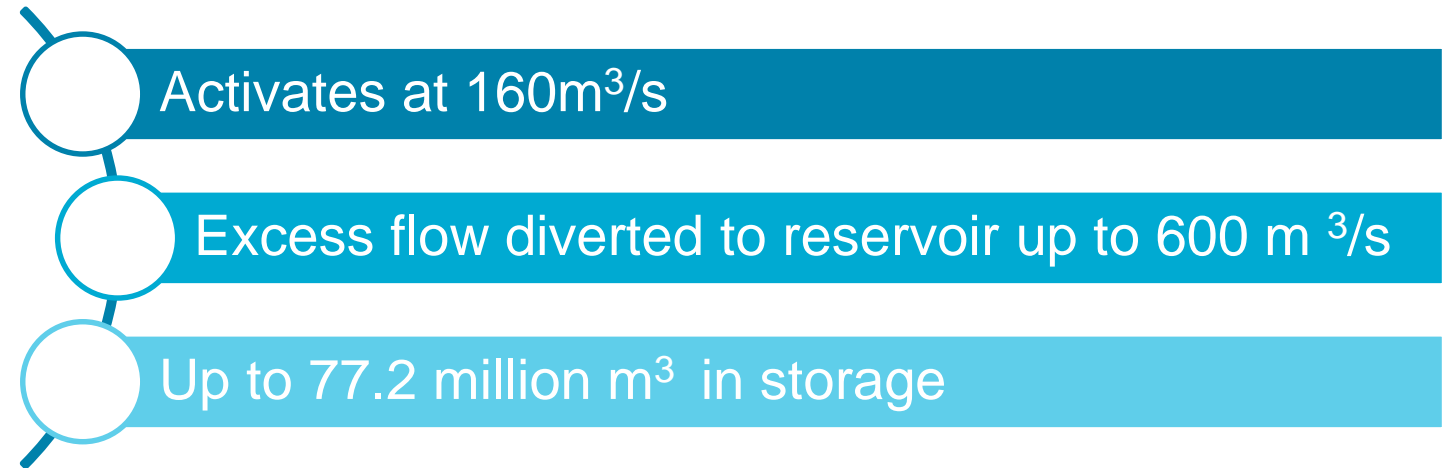 Activates at 160m³/s
Excess flow diverted to reservoir up to 600 m ³/s
Up to 77.2 million m³ in storage